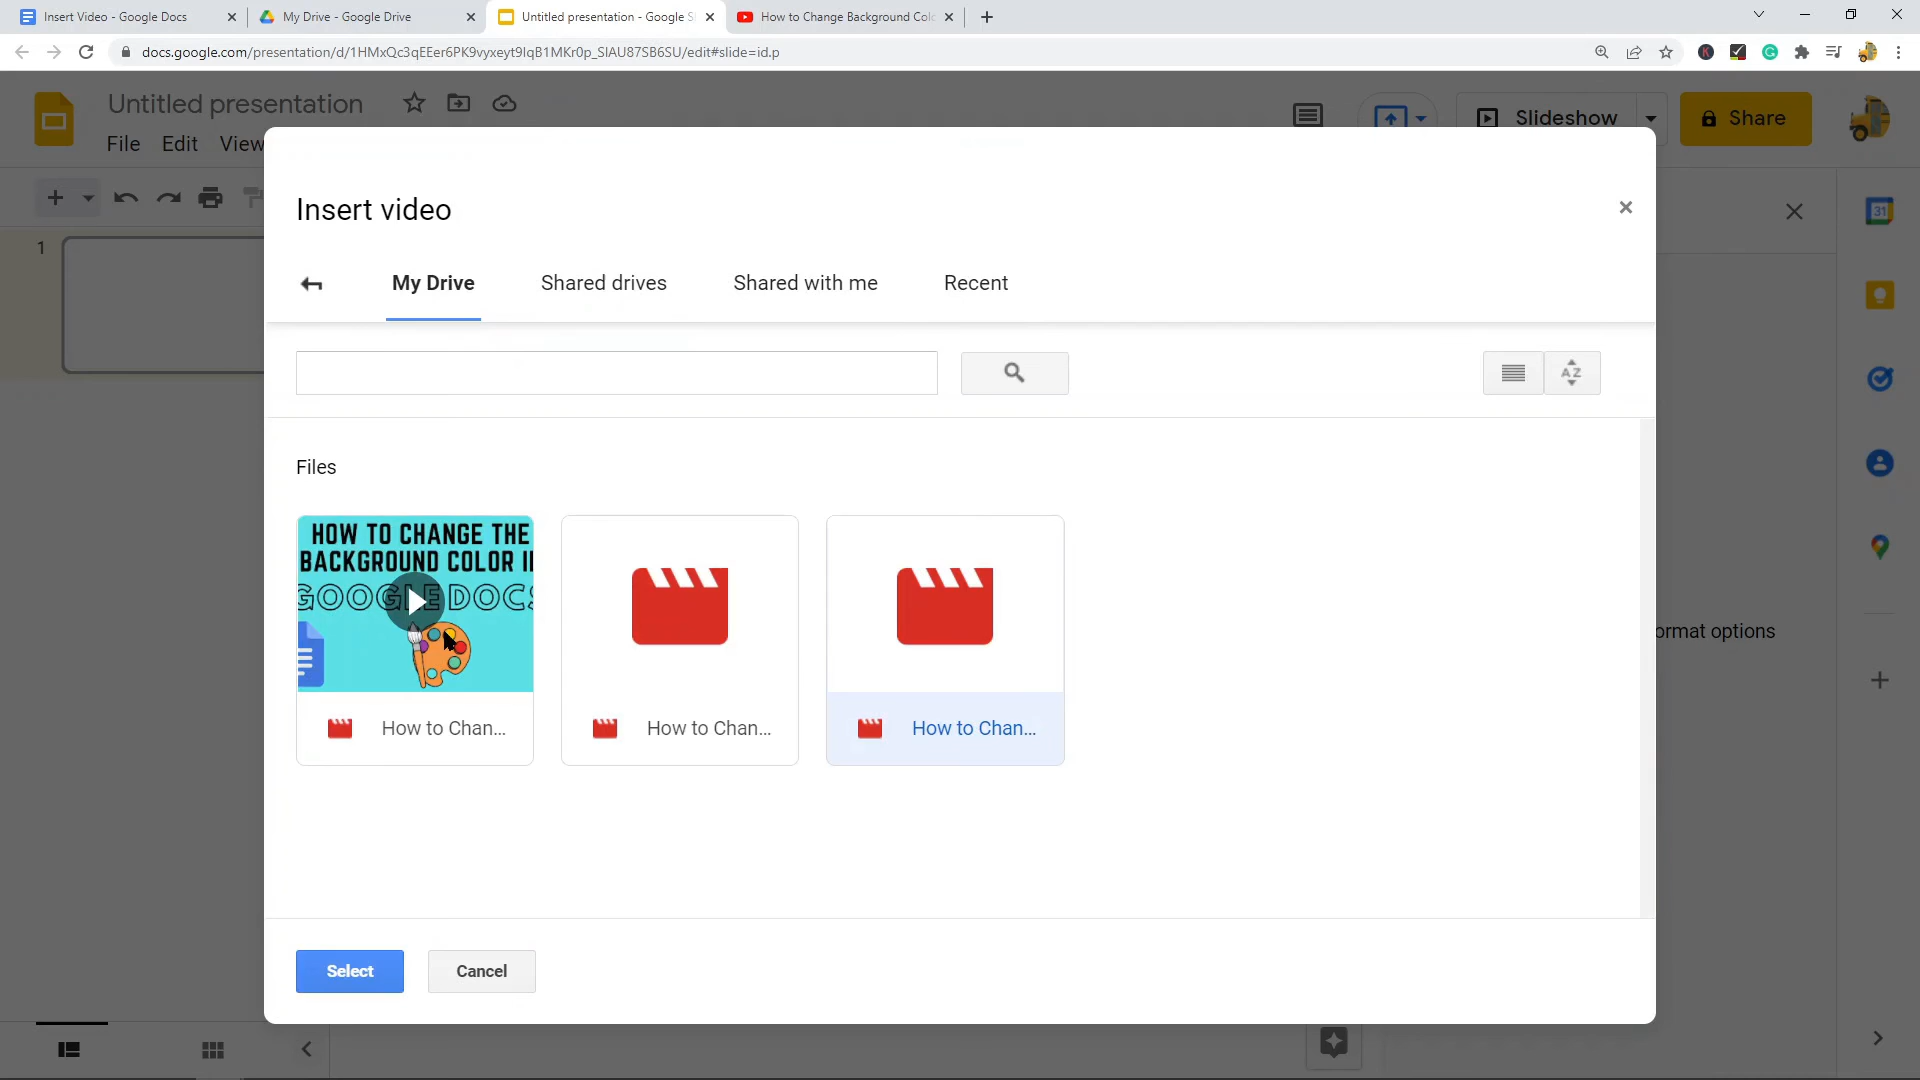 Insert Video - Google Docs
My Drive - Google Drive
Untitled presentation - Google S
How to Change Background Col
docs.google.com/presentation/d/1HMxQc3qEEer6PK9vyxeyt9lqB1MKr0p_SlAU87SB6SU/edit#slide=id.p
Untitled presentation
Slideshow
Share
File Edit View
Insert video
My Drive
Shared drives
Shared with me
Recent
31
1
A Z
Files
HOW TO CHANGE THE
BACKGROUND COLOR I
GOOGLE DOCS
ormat options
How to Chan...
How to Chan...
How to Chan...
Select
Cancel